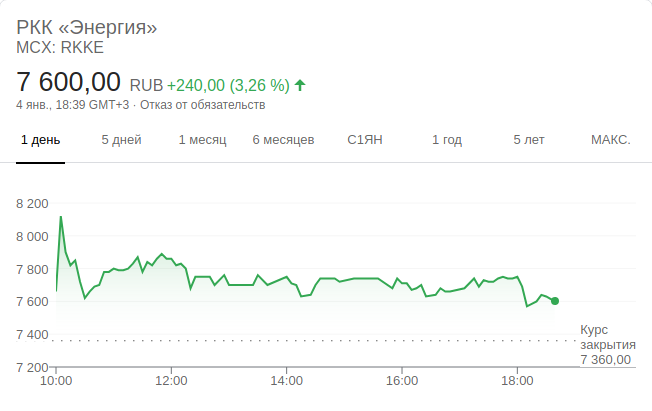 РКК «Энергия»
MCX: RKKE
7 600,00 RUB +240,00 (3,26 %)
4 янв., 18:39 GMT+3 · Отказ от обязательств
1 день 5 дней 1 месяц 6 месяцев С1ЯН 1 год 5 лет МАКС.
8 200
8 000
7 800
7 600
7 400
7 200
Курс
закрытия
7 360,00
10:00 12:00 14:00 16:00 18:00